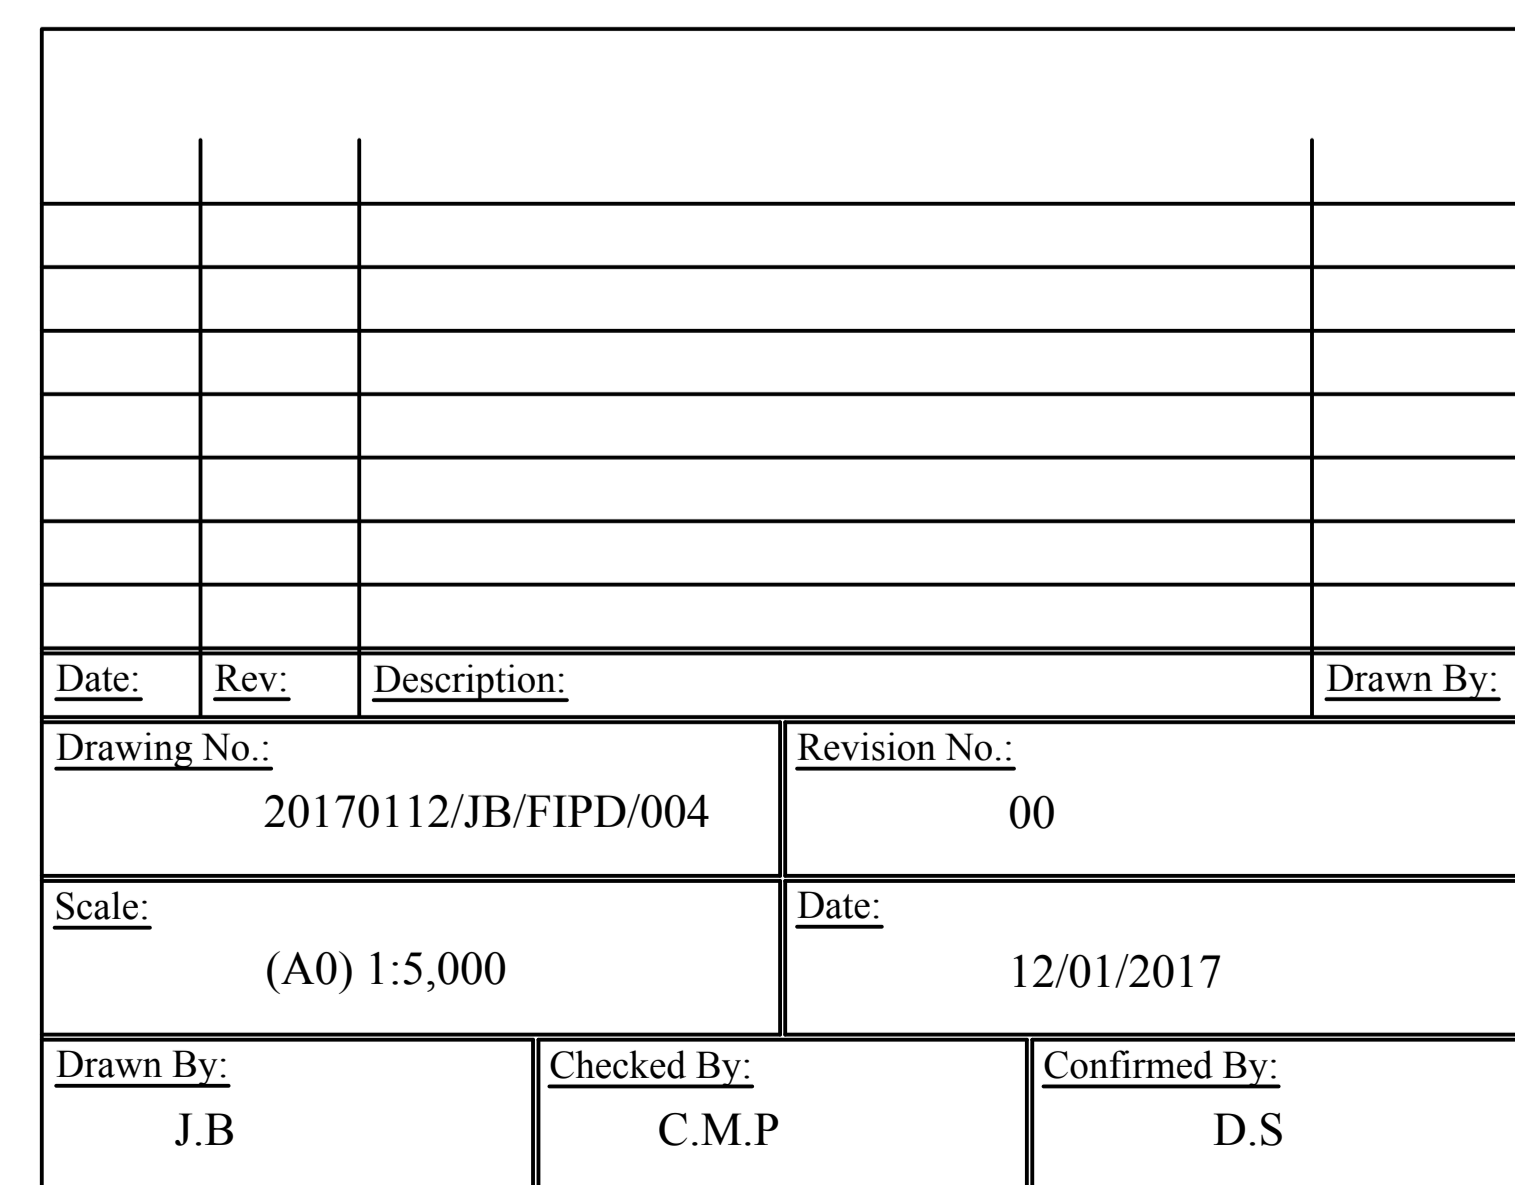 Date: Rev: Description: Drawn By:
Drawing No.: Revision No.:
20170112/JB/FIPD/004 00
Scale: Date:
(A0) 1:5,000 12/01/2017
Drawn By: Checked By: Confirmed By:
J.B C.M.P D.S